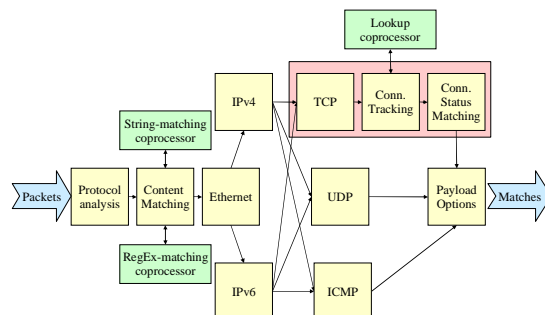 Lookup
coprocessor
IPv4
TCP
Conn.
Tracking
Conn.
Status
Matching
String-matching
coprocessor
Packets
Protocol
analysis
Content
Matching
Ethernet
UDP
Payload
Options
Matches
RegEx-matching
coprocessor
IPv6
ICMP